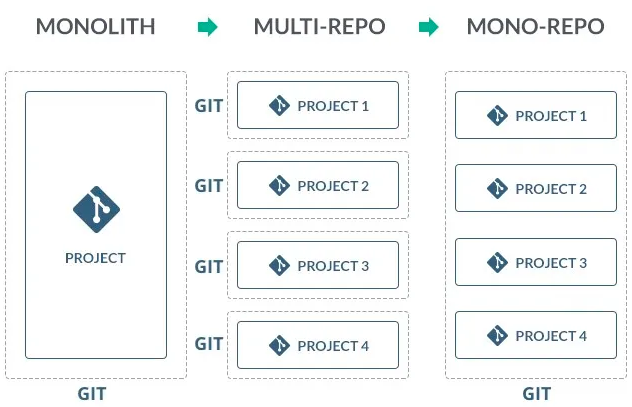 MONOLITH
MULTI-REPO
MONO-REPO
PROJECT
GIT
GIT
PROJECT 1
GIT
PROJECT 2
GIT
PROJECT 3
GIT
PROJECT 4
PROJECT 1
PROJECT 2
PROJECT 3
PROJECT 4
GIT